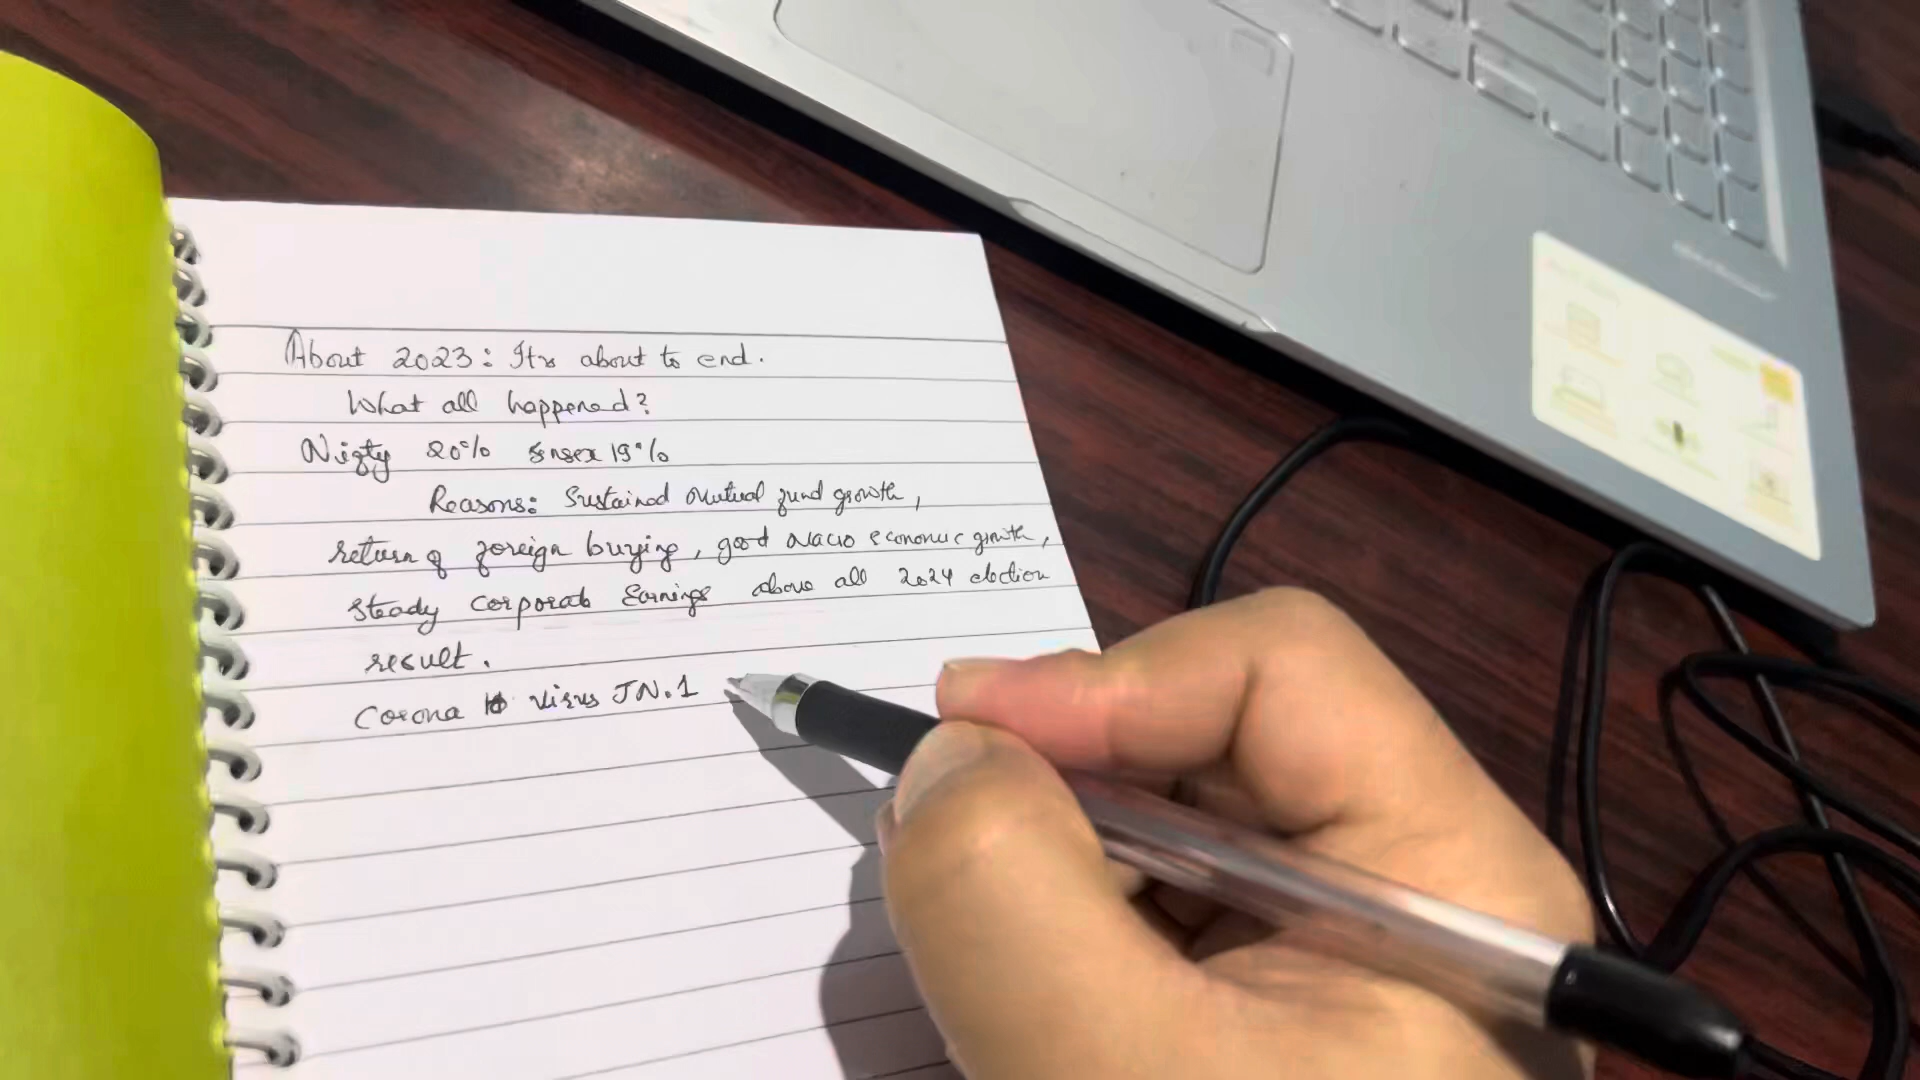 About 2023: Its about to end.
What all happened?
Nifty 20% Sensex 19%
Reasons: Sustained Mutual fund growth,
return of foreign buying, good Macro economic growth,
steady corporate Earnings above all 2024 election
result.
Corona virus JN.1